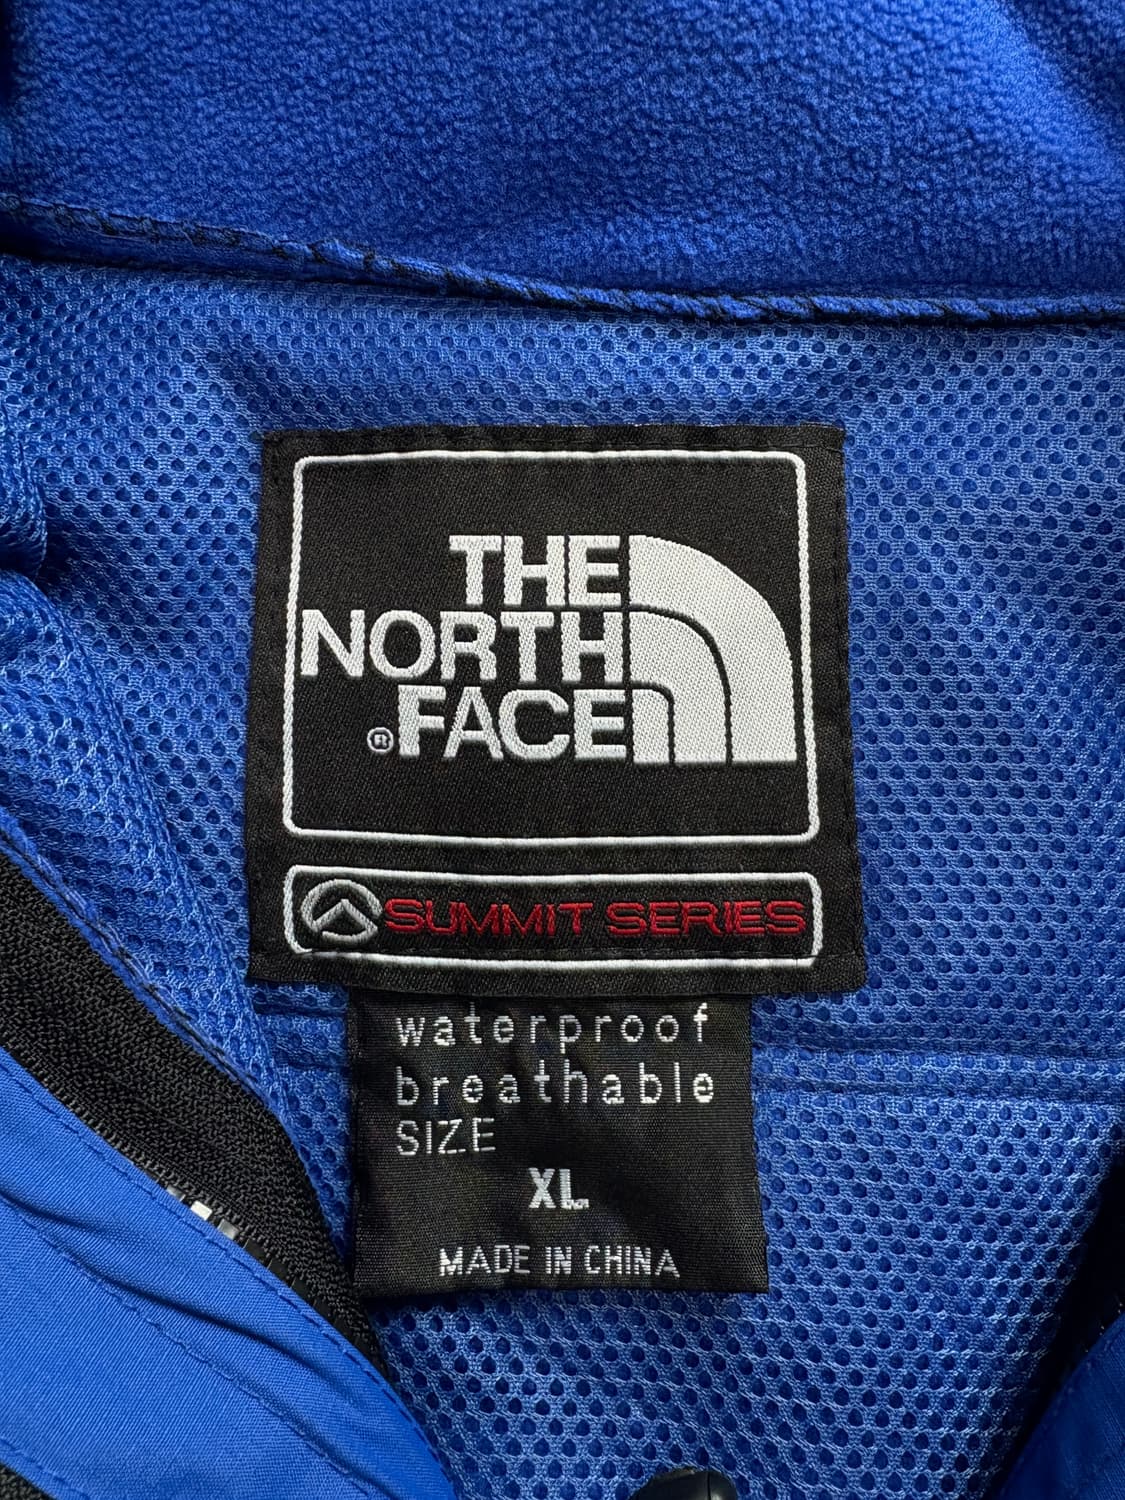 THE
NORTH
® FACE
SUMMIT SERIES
waterproof
breathable
SIZE
XL
MADE IN CHINA